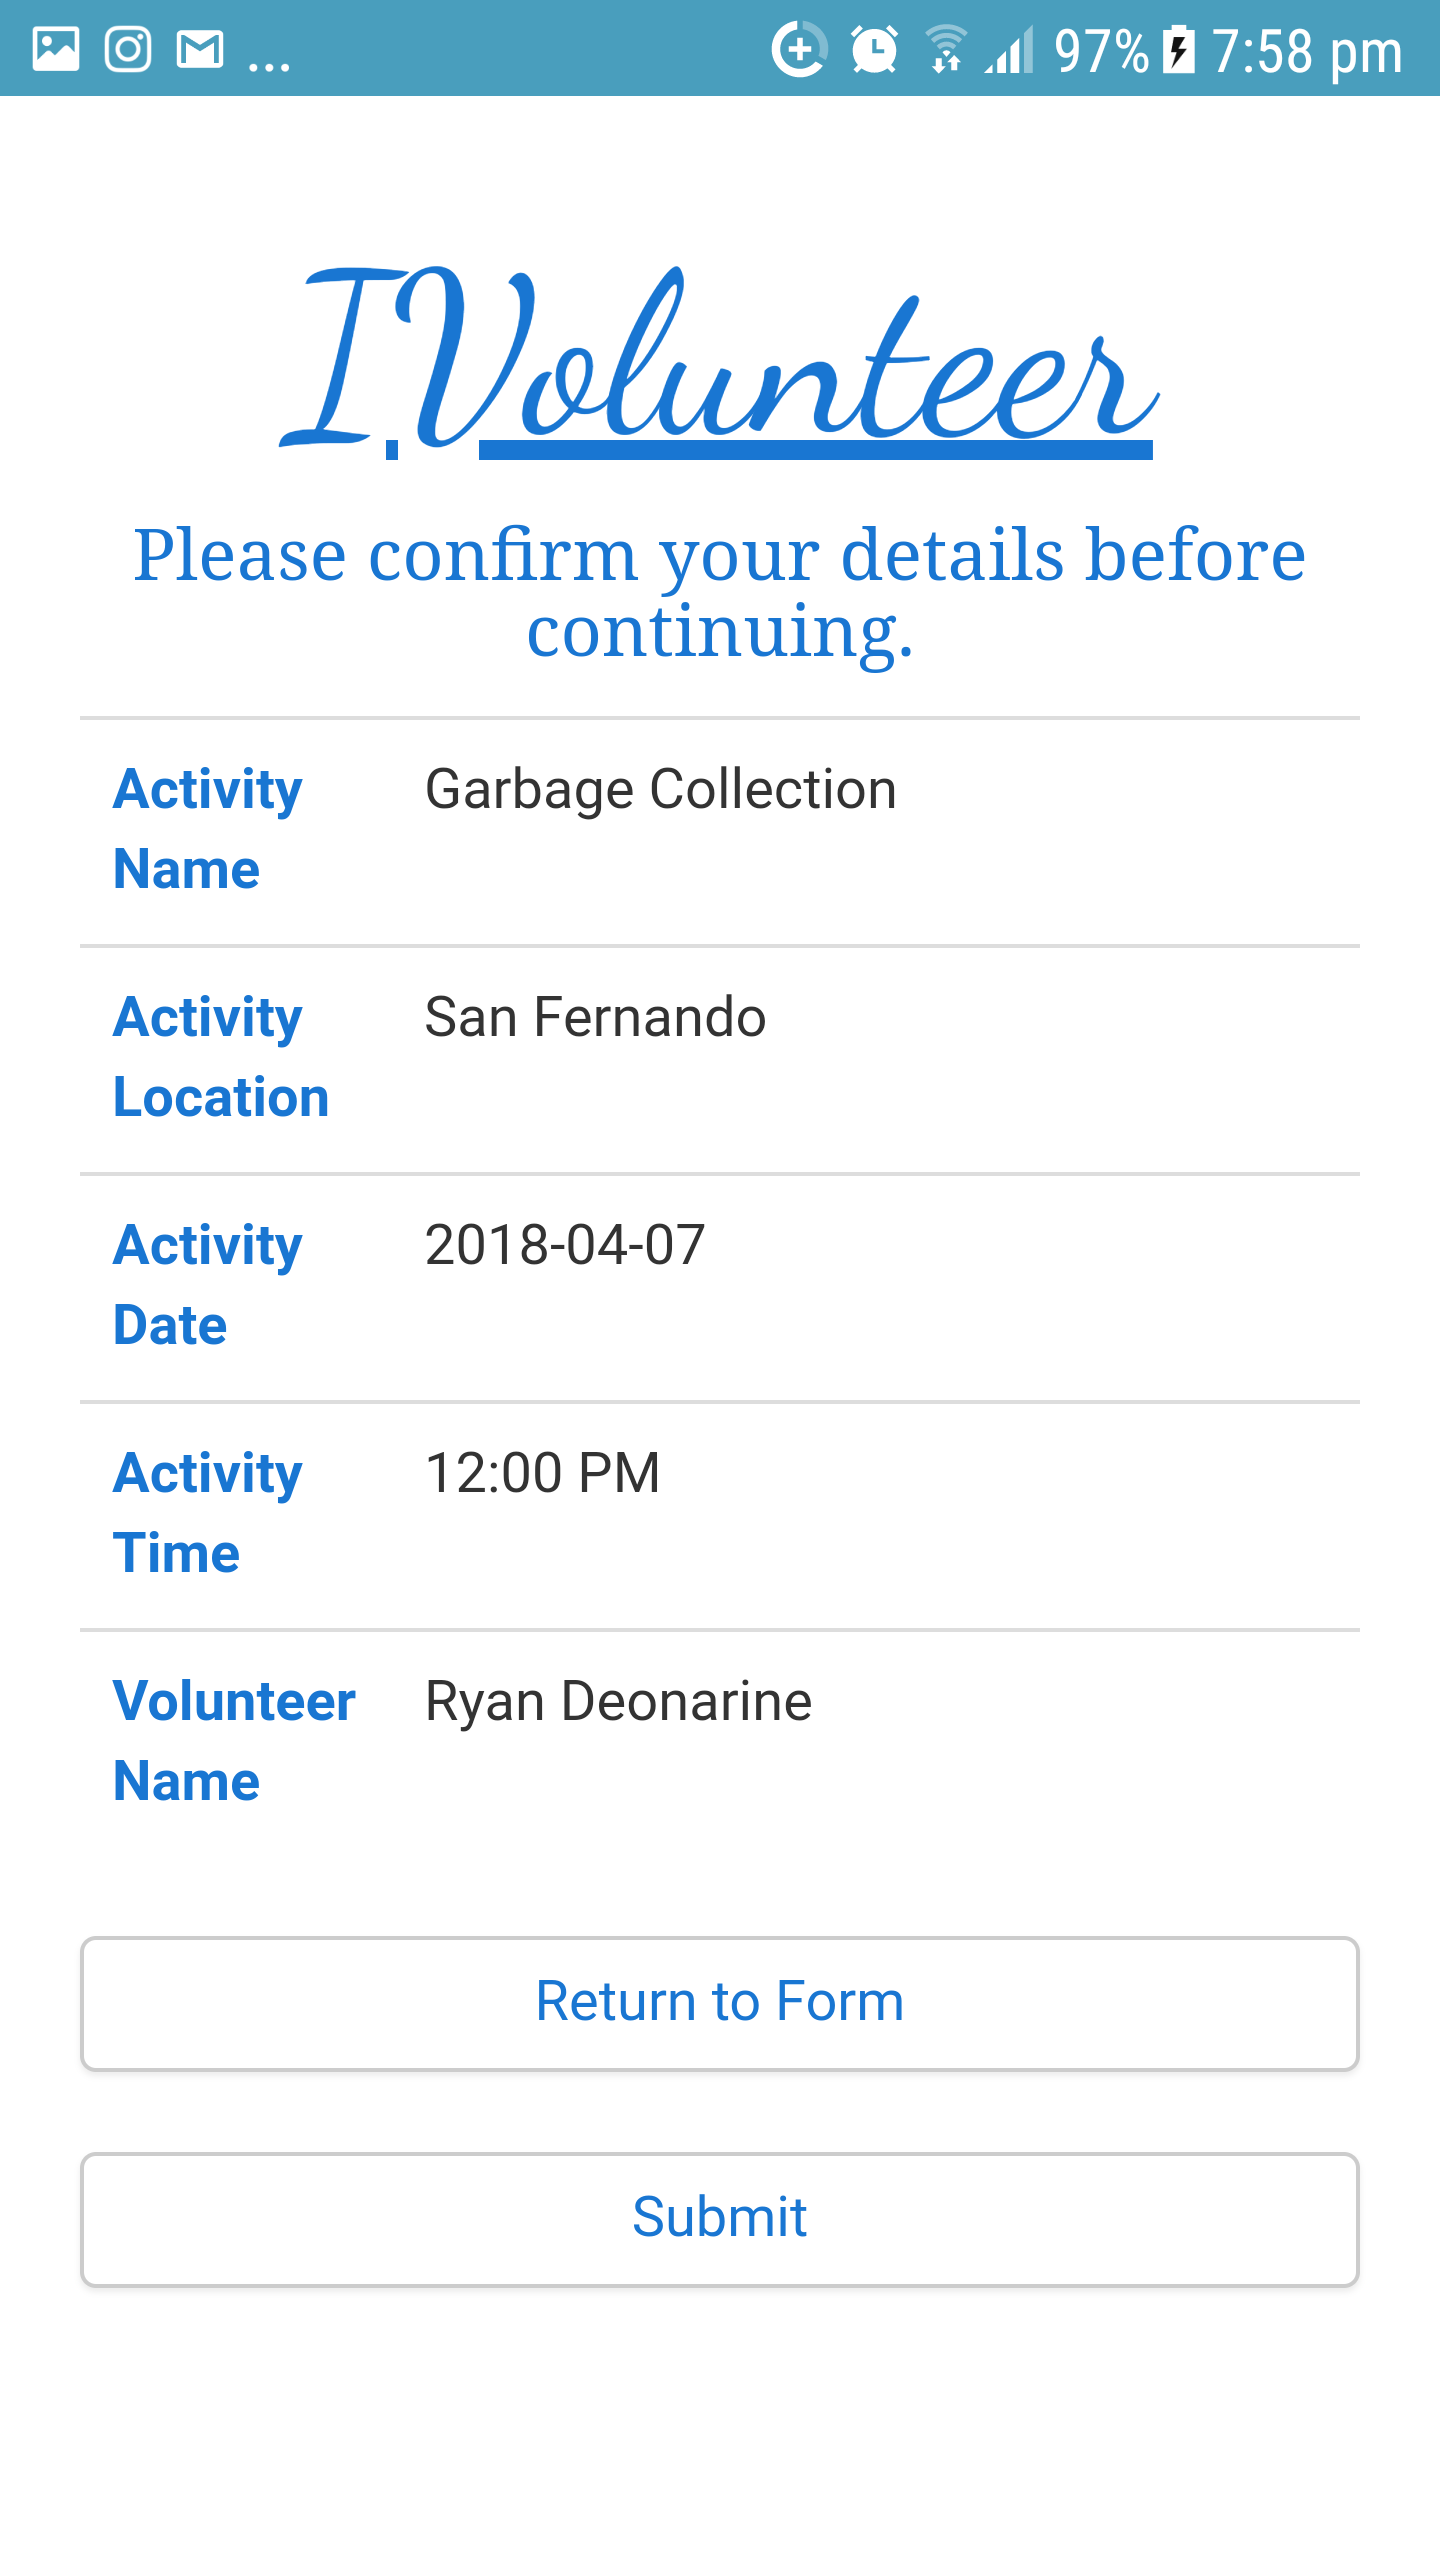 ... 97% 7:58 pm
IVolunteer
Please confirm your details before
continuing.
Activity Garbage Collection
Name
Activity San Fernando
Location
Activity 2018-04-07
Date
Activity 12:00 PM
Time
Volunteer Ryan Deonarine
Name
Return to Form
Submit